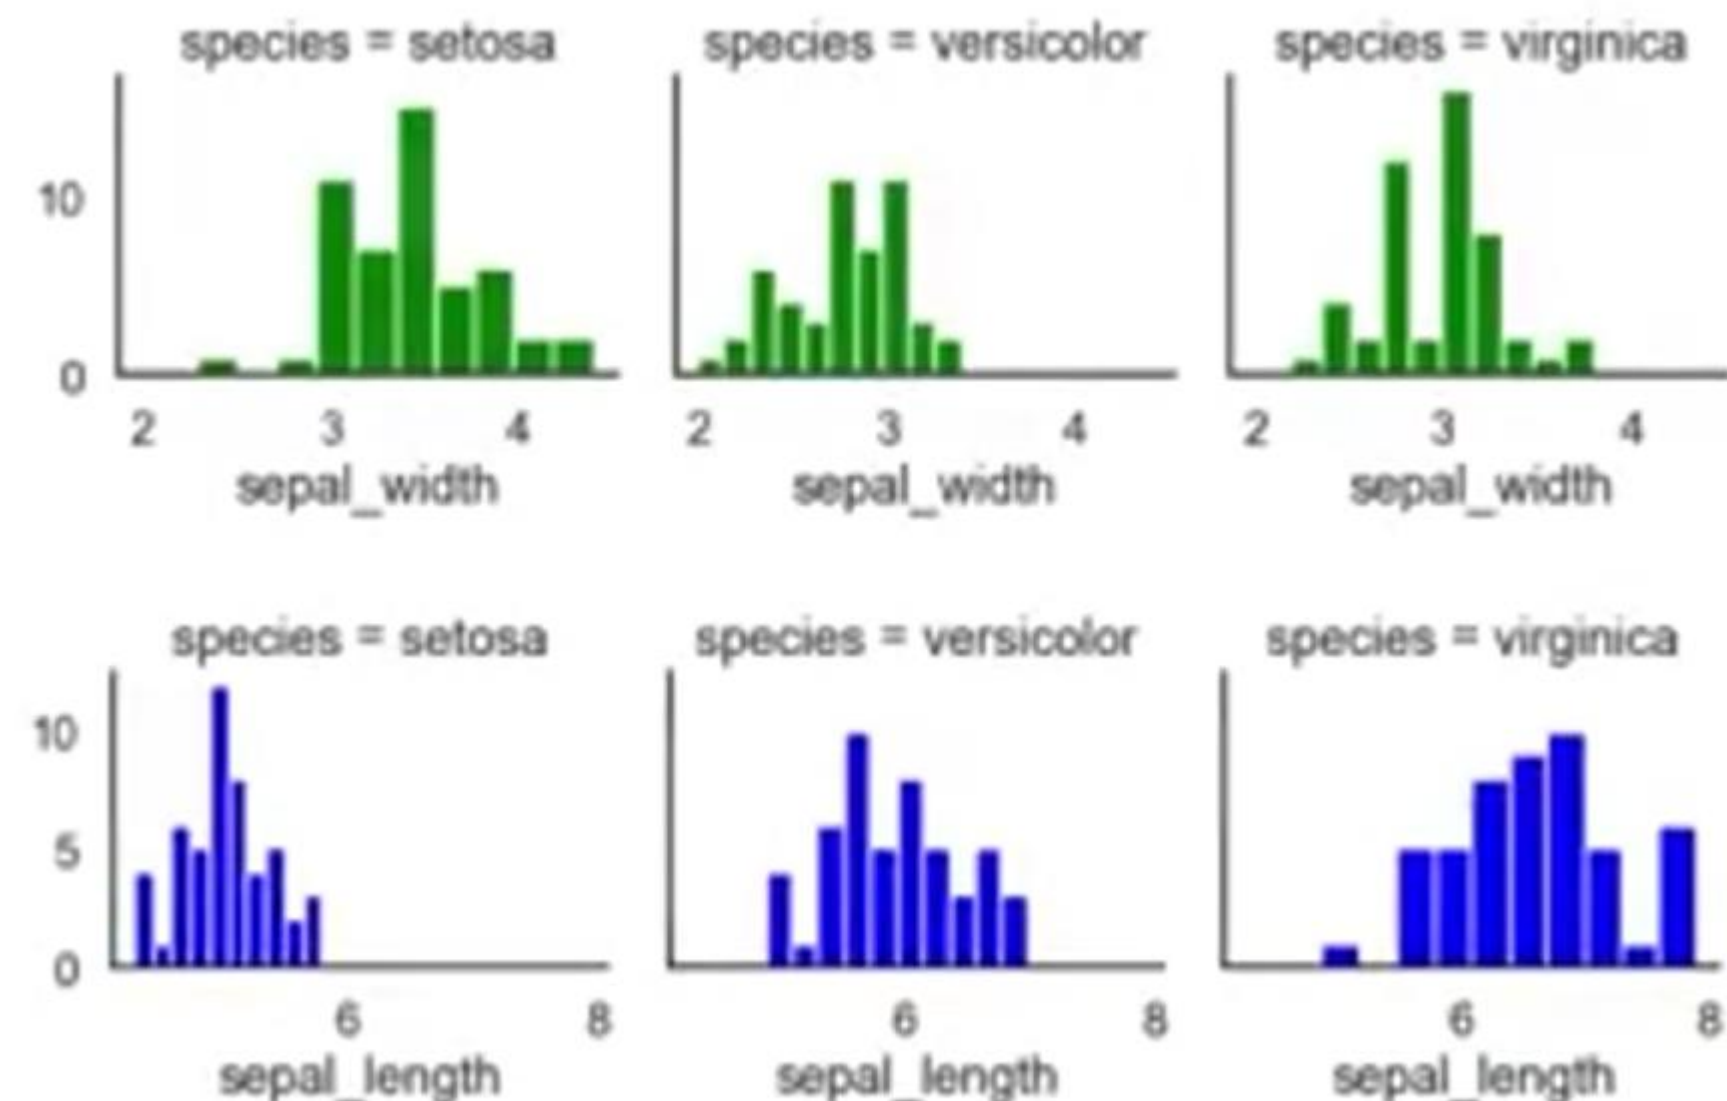 species = setosa species = versicolor species = virginica
10
0
2 3 4 2 3 4 2 3 4
sepal_width sepal_width sepal_width
species = setosa species = versicolor species = virginica
10
5
0
6 8 6 8 6 8
sepal_length sepal_length sepal_length